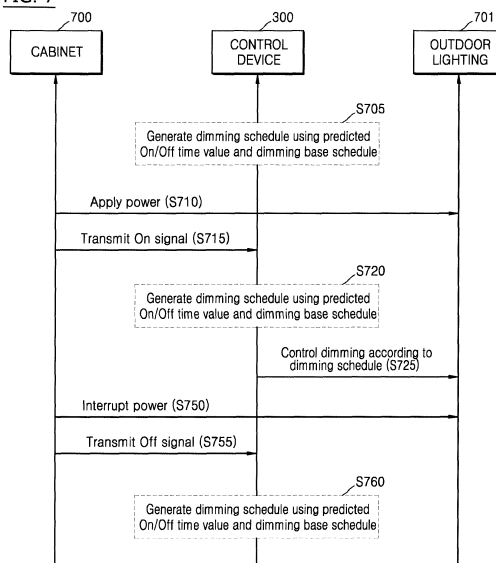 FIG. 7
700
300
701
CABINET
CONTROL
DEVICE
OUTDOOR
LIGHTING
S705
Generate dimming schedule using predicted
On/Off time value and dimming base schedule
Apply power (S710)
Transmit On signal (S715)
S720
Generate dimming schedule using predicted
On/Off time value and dimming base schedule
Control dimming according to
dimming schedule (S725)
Interrupt power (S750)
Transmit Off signal (S755)
S760
Generate dimming schedule using predicted
On/Off time value and dimming base schedule